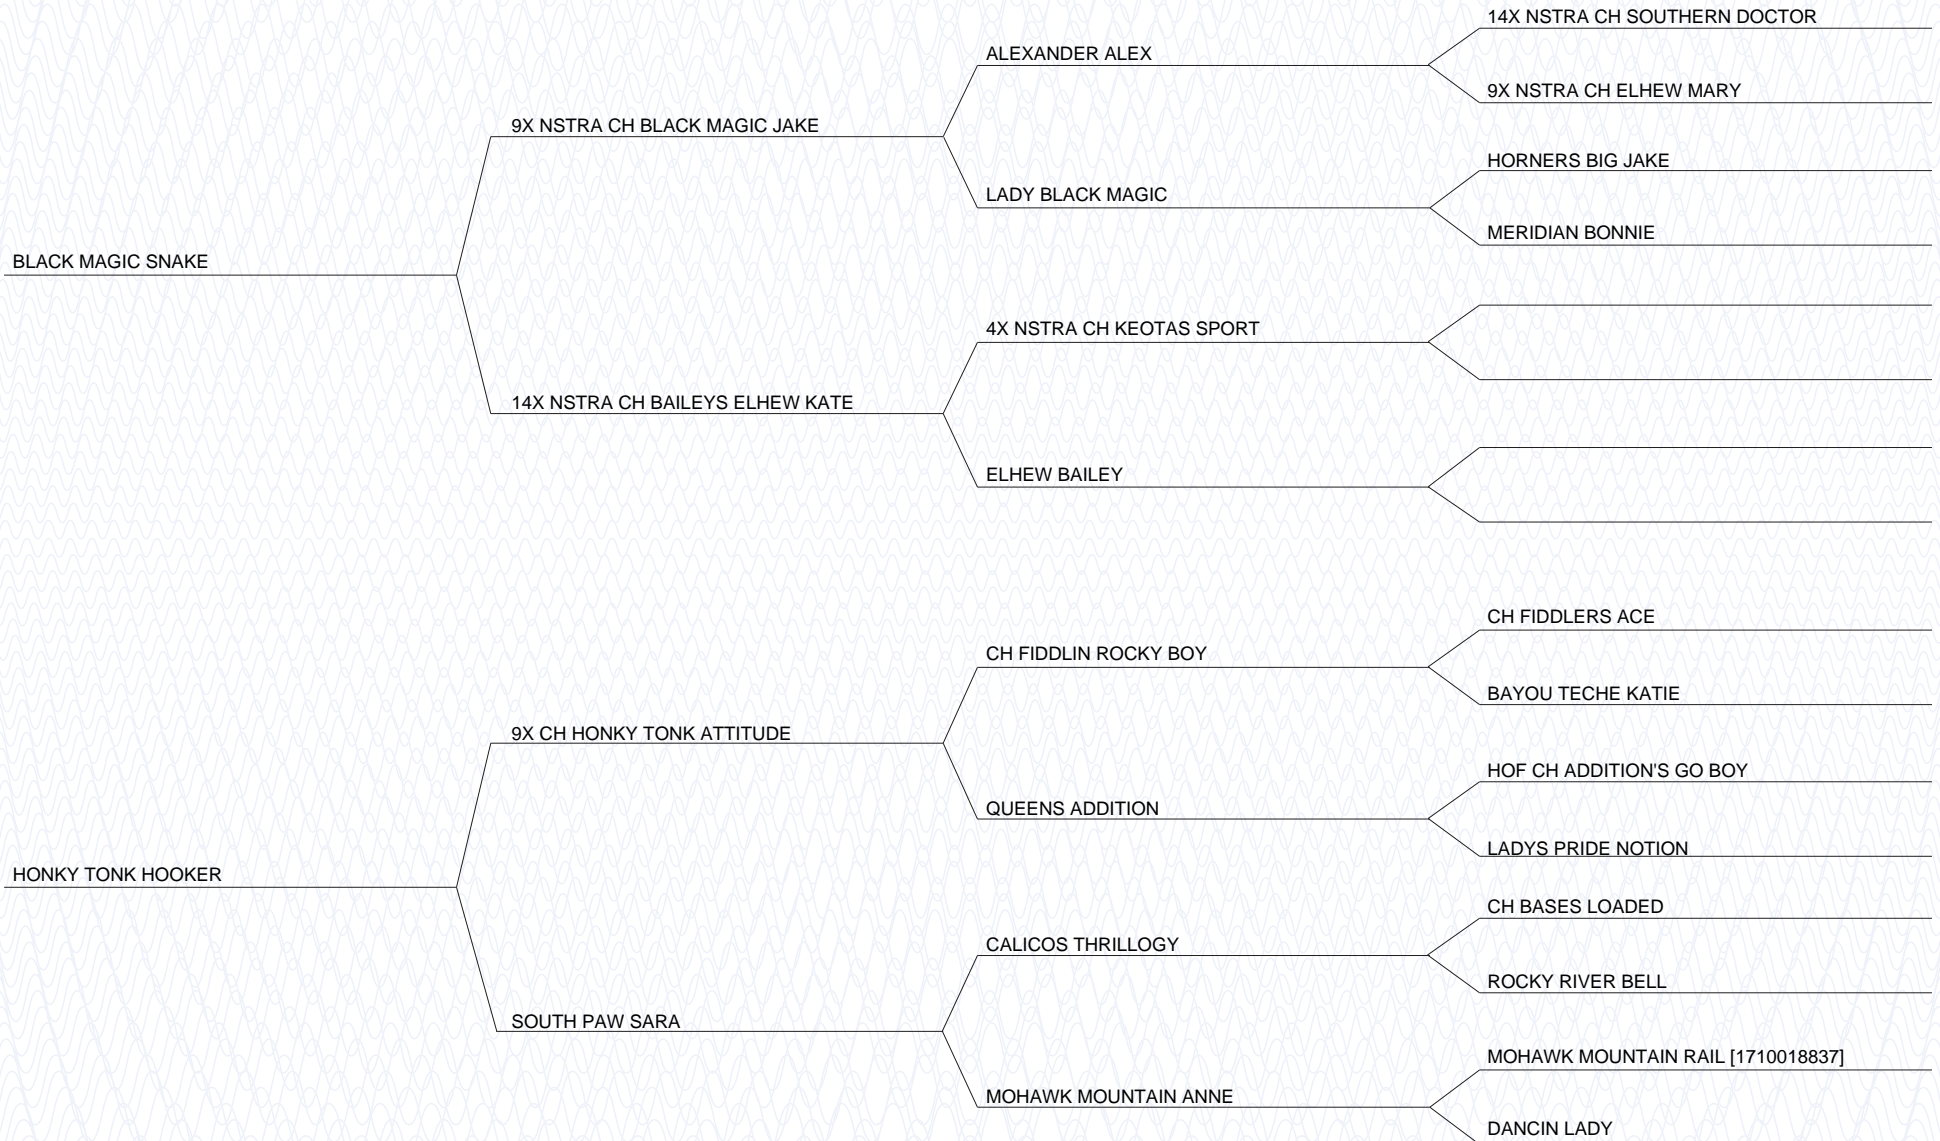 14X NSTRA CH SOUTHERN DOCTOR
ALEXANDER ALEX
9X NSTRA CH ELHEW MARY
9X NSTRA CH BLACK MAGIC JAKE
HORNERS BIG JAKE
LADY BLACK MAGIC
MERIDIAN BONNIE
BLACK MAGIC SNAKE
4X NSTRA CH KEOTAS SPORT
14X NSTRA CH BAILEYS ELHEW KATE
ELHEW BAILEY
CH FIDDLERS ACE
CH FIDDLIN ROCKY BOY
BAYOU TECHE KATIE
9X CH HONKY TONK ATTITUDE
HOF CH ADDITION'S GO BOY
QUEENS ADDITION
LADYS PRIDE NOTION
HONKY TONK HOOKER
CH BASES LOADED
CALICOS THRILLOGY
ROCKY RIVER BELL
SOUTH PAW SARA
MOHAWK MOUNTAIN RAIL [1710018837]
MOHAWK MOUNTAIN ANNE
DANCIN LADY